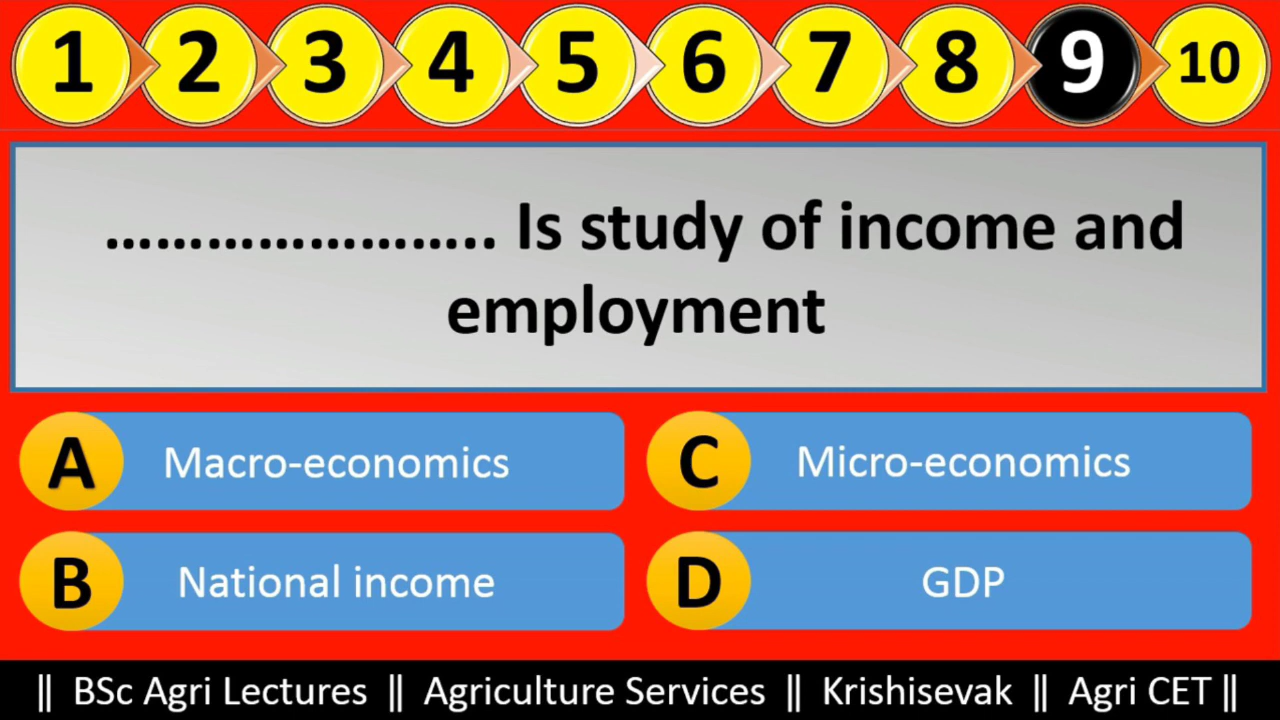 1 2 3 4 5 6 7 8 9 10
…………………….. Is study of income and
employment
A Macro-economics
C Micro-economics
B National income
D GDP
|| BSc Agri Lectures || Agriculture Services || Krishisevak || Agri CET ||